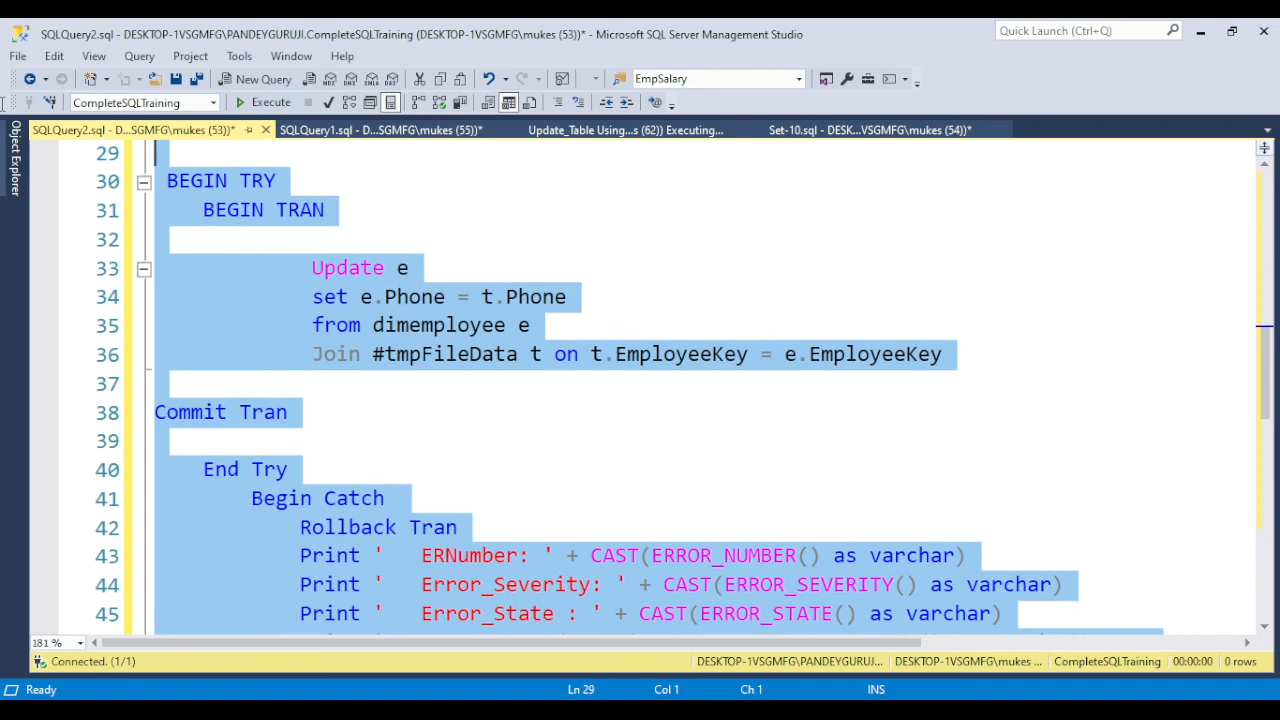 SQLQuery2.sql - DESKTOP-1VSGMFG\PANDEYGURUJI.CompleteSQLTraining (DESKTOP-1VSGMFG\mukes (53))* - Microsoft SQL Server Management Studio
Quick Launch (Ctrl+Q)
File Edit View Query Project Tools Window Help
New Query
EmpSalary
CompleteSQLTraining
Execute
SQLQuery2.sql - D...SGMFG\mukes (53))*
SQLQuery1.sql - D...SGMFG\mukes (55))*
Update_Table Using...s (62)) Executing...
Set-10.sql - DESK...VSGMFG\mukes (54))*
Object Explorer
29
30 BEGIN TRY
31 BEGIN TRAN
32
33 Update e
34 set e.Phone = t.Phone
35 from dimemployee e
36 Join #tmpFileData t on t.EmployeeKey = e.EmployeeKey
37
38 Commit Tran
39
40 End Try
41 Begin Catch
42 Rollback Tran
43 Print '   ERNumber: ' + CAST(ERROR_NUMBER() as varchar)
44 Print '   Error_Severity: ' + CAST(ERROR_SEVERITY() as varchar)
45 Print '   Error_State : ' + CAST(ERROR_STATE() as varchar)
181 %
Connected. (1/1)
DESKTOP-1VSGMFG\PANDEYGURUJ... DESKTOP-1VSGMFG\mukes ... CompleteSQLTraining 00:00:00 0 rows
Ready
Ln 29 Col 1 Ch 1 INS